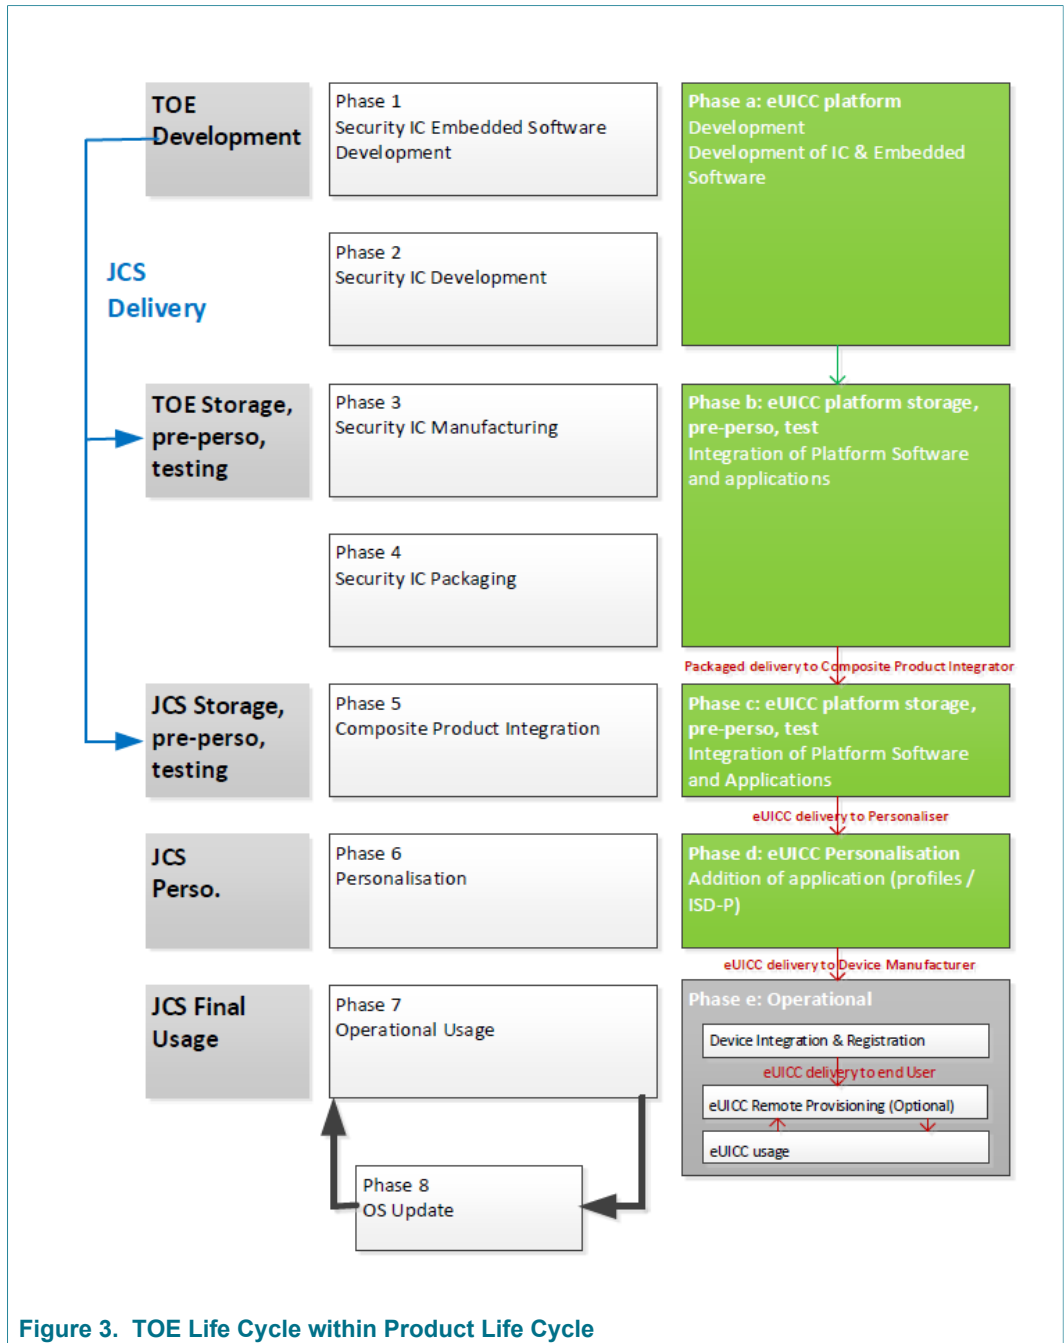 TOE
Development
Phase 1
Security IC Embedded Software
Development
Phase a: eUICC platform
Development
Development of IC & Embedded
Software
JCS
Delivery
Phase 2
Security IC Development
TOE Storage,
pre-perso,
testing
Phase 3
Security IC Manufacturing
Phase b: eUICC platform storage,
pre-perso, test
Integration of Platform Software
and applications
Phase 4
Security IC Packaging
Packaged delivery to Composite Product Integrator
JCS Storage,
pre-perso,
testing
Phase 5
Composite Product Integration
Phase c: eUICC platform storage,
pre-perso, test
Integration of Platform Software
and Applications
eUICC delivery to Personaliser
JCS
Perso.
Phase 6
Personalisation
Phase d: eUICC Personalisation
Addition of application (profiles /
ISD-P)
eUICC delivery to Device Manufacturer
JCS Final
Usage
Phase 7
Operational Usage
Phase e: Operational
Device Integration & Registration
eUICC delivery to end User
eUICC Remote Provisioning (Optional)
eUICC usage
Phase 8
OS Update
Figure 3. TOE Life Cycle within Product Life Cycle